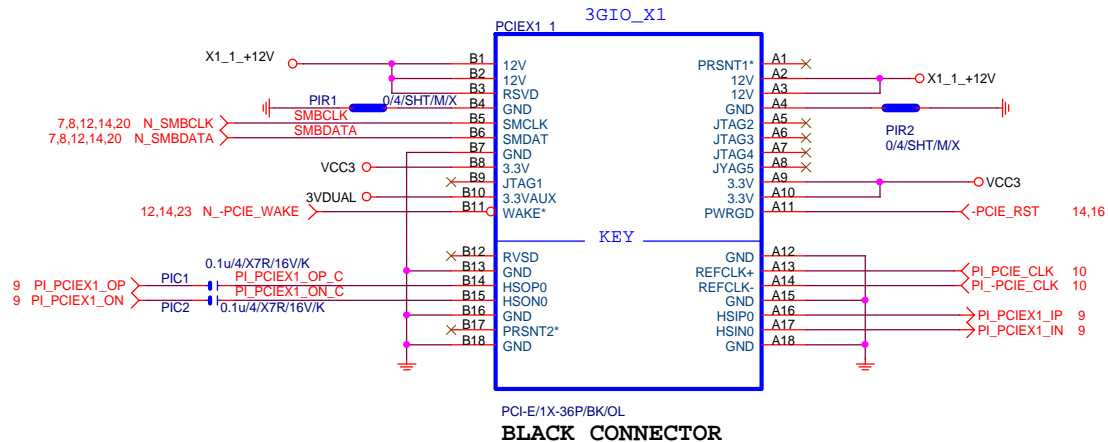 3GIO_X1
PCIEX1_1
X1_1_+12V B1 12V PRSNT1* A1
B2 12V 12V A2 X1_1_+12V
B3 RSVD 12V A3
PIR1 0/4/SHT/M/X B4 GND GND A4
7,8,12,14,20 N_SMBCLK SMBCLK B5 SMCLK JTAG2 A5 PIR2
7,8,12,14,20 N_SMBDATA SMBDATA B6 SMDAT JTAG3 A6 0/4/SHT/M/X
B7 GND JTAG4 A7
VCC3 B8 3.3V JYAG5 A8
B9 JTAG1 3.3V A9 VCC3
3VDUAL B10 3.3VAUX 3.3V A10
12,14,23 N_-PCIE_WAKE B11 WAKE* PWRGD A11 -PCIE_RST 14,16
KEY
B12 RVSD GND A12
0.1u/4/X7R/16V/K B13 GND REFCLK+ A13 PI_PCIE_CLK 10
9 PI_PCIEX1_OP PIC1 PI_PCIEX1_OP_C B14 HSOP0 REFCLK- A14 PI_-PCIE_CLK 10
9 PI_PCIEX1_ON PIC2 PI_PCIEX1_ON_C B15 HSON0 GND A15
0.1u/4/X7R/16V/K B16 GND HSIP0 A16 PI_PCIEX1_IP 9
B17 PRSNT2* HSIN0 A17 PI_PCIEX1_IN 9
B18 GND GND A18
PCI-E/1X-36P/BK/OL
BLACK CONNECTOR